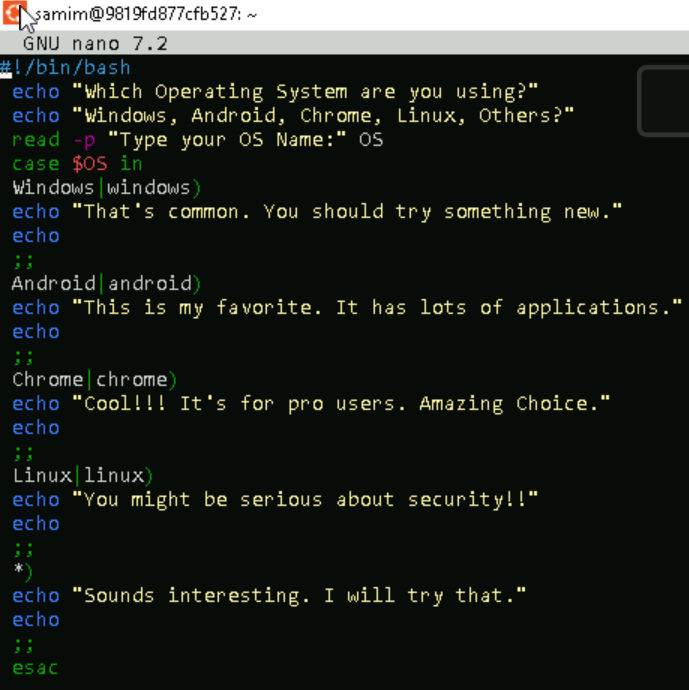 samim@9819fd877cfb527: ~
GNU nano 7.2
#!/bin/bash
echo "Which Operating System are you using?"
echo "Windows, Android, Chrome, Linux, Others?"
read -p "Type your OS Name:" OS
case $OS in
Windows|windows)
echo "That's common. You should try something new."
echo
;;
Android|android)
echo "This is my favorite. It has lots of applications."
echo
;;
Chrome|chrome)
echo "Cool!!! It's for pro users. Amazing Choice."
echo
;;
Linux|linux)
echo "You might be serious about security!!"
echo
;;
*)
echo "Sounds interesting. I will try that."
echo
;;
esac